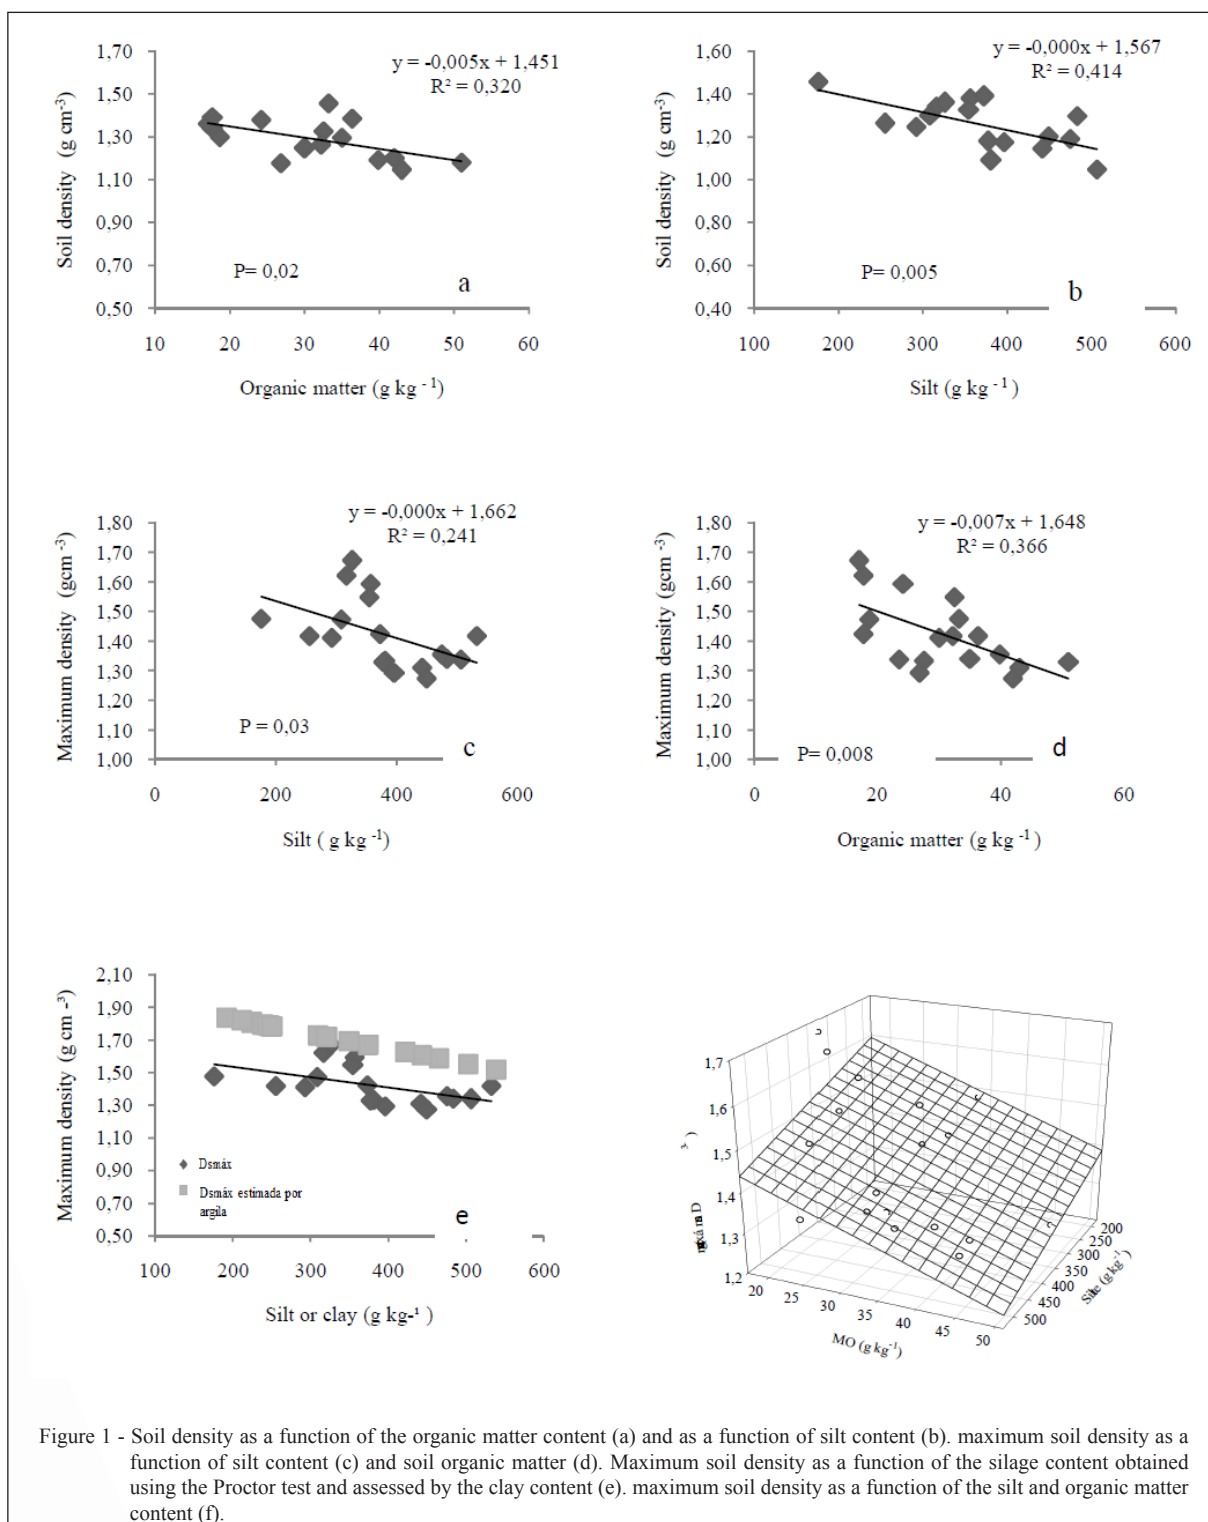 1,70
1,50
1,30
1,10
0,90
0,70
0,50
Soil density (g cm⁻³)
y = -0,005x + 1,451
R² = 0,320
P= 0,02
a
10 20 30 40 50 60
Organic matter (g kg ⁻¹)
1,60
1,40
1,20
1,00
0,80
0,60
0,40
Soil density (g cm⁻³)
y = -0,000x + 1,567
R² = 0,414
P= 0,005
b
100 200 300 400 500 600
Silt (g kg ⁻¹)
1,80
1,70
1,60
1,50
1,40
1,30
1,20
1,10
1,00
Maximum density (gcm ⁻³)
y = -0,000x + 1,662
R² = 0,241
P = 0,03
c
0 200 400 600
Silt ( g kg ⁻¹)
1,80
1,70
1,60
1,50
1,40
1,30
1,20
1,10
1,00
Maximum density (gcm⁻³)
y = -0,007x + 1,648
R² = 0,366
P= 0,008
d
0 20 40 60
Organic matter (g kg ⁻¹)
2,10
1,90
1,70
1,50
1,30
1,10
0,90
0,70
0,50
Maximum density (g cm -³)
Dsmáx
Dsmáx estimada por
argila
e
100 200 300 400 500 600
Silt or clay (g kg-¹ )
1,7
1,6
1,5
1,4
1,3
1,2
20 25 30 35 40 45 50
MO (g kg⁻¹)
200
250
300
350
400
450
500
(g kg⁻¹)
Figure 1 - Soil density as a function of the organic matter content (a) and as a function of silt content (b). maximum soil density as a
function of silt content (c) and soil organic matter (d). Maximum soil density as a function of the silage content obtained
using the Proctor test and assessed by the clay content (e). maximum soil density as a function of the silt and organic matter
content (f).